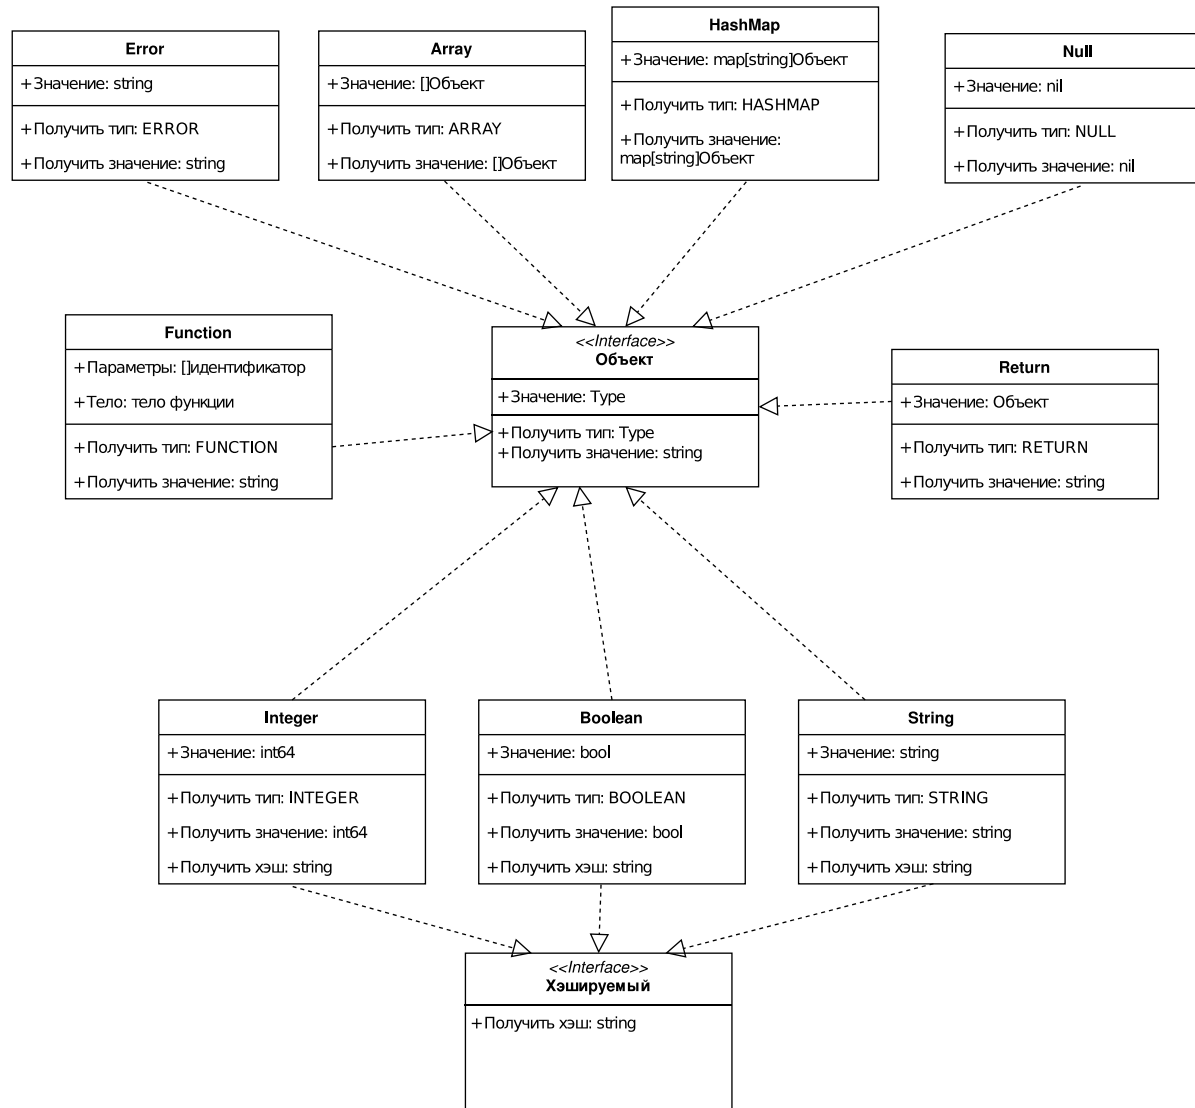 Error
+Значение: string
+Получить тип: ERROR
+Получить значение: string
Array
+Значение: []Объект
+Получить тип: ARRAY
+Получить значение: []Объект
HashMap
+Значение: map[string]Объект
+Получить тип: HASHMAP
+Получить значение:
map[string]Объект
Null
+Значение: nil
+Получить тип: NULL
+Получить значение: nil
Function
+Параметры: []идентификатор
+Тело: тело функции
+Получить тип: FUNCTION
+Получить значение: string
<<Interface>>
Объект
+Значение: Type
+Получить тип: Type
+Получить значение: string
Return
+Значение: Объект
+Получить тип: RETURN
+Получить значение: string
Integer
+Значение: int64
+Получить тип: INTEGER
+Получить значение: int64
+Получить хэш: string
Boolean
+Значение: bool
+Получить тип: BOOLEAN
+Получить значение: bool
+Получить хэш: string
String
+Значение: string
+Получить тип: STRING
+Получить значение: string
+Получить хэш: string
<<Interface>>
Хэшируемый
+Получить хэш: string